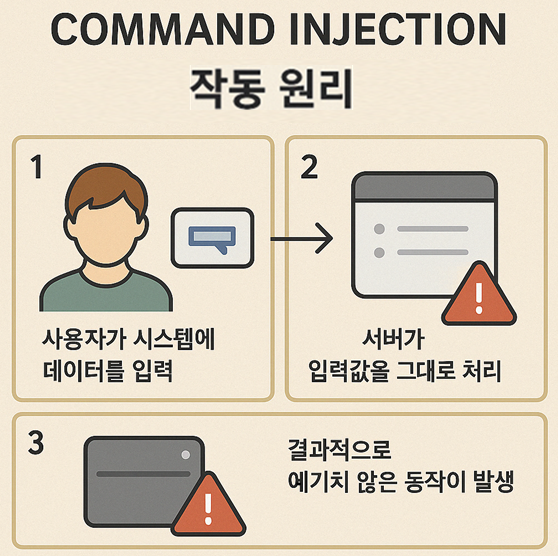 COMMAND INJECTION
작동 원리
1
사용자가 시스템에
데이터를 입력
2
서버가
입력값올 그대로 처리
3
결과적으로
예기치 않은 동작이 발생